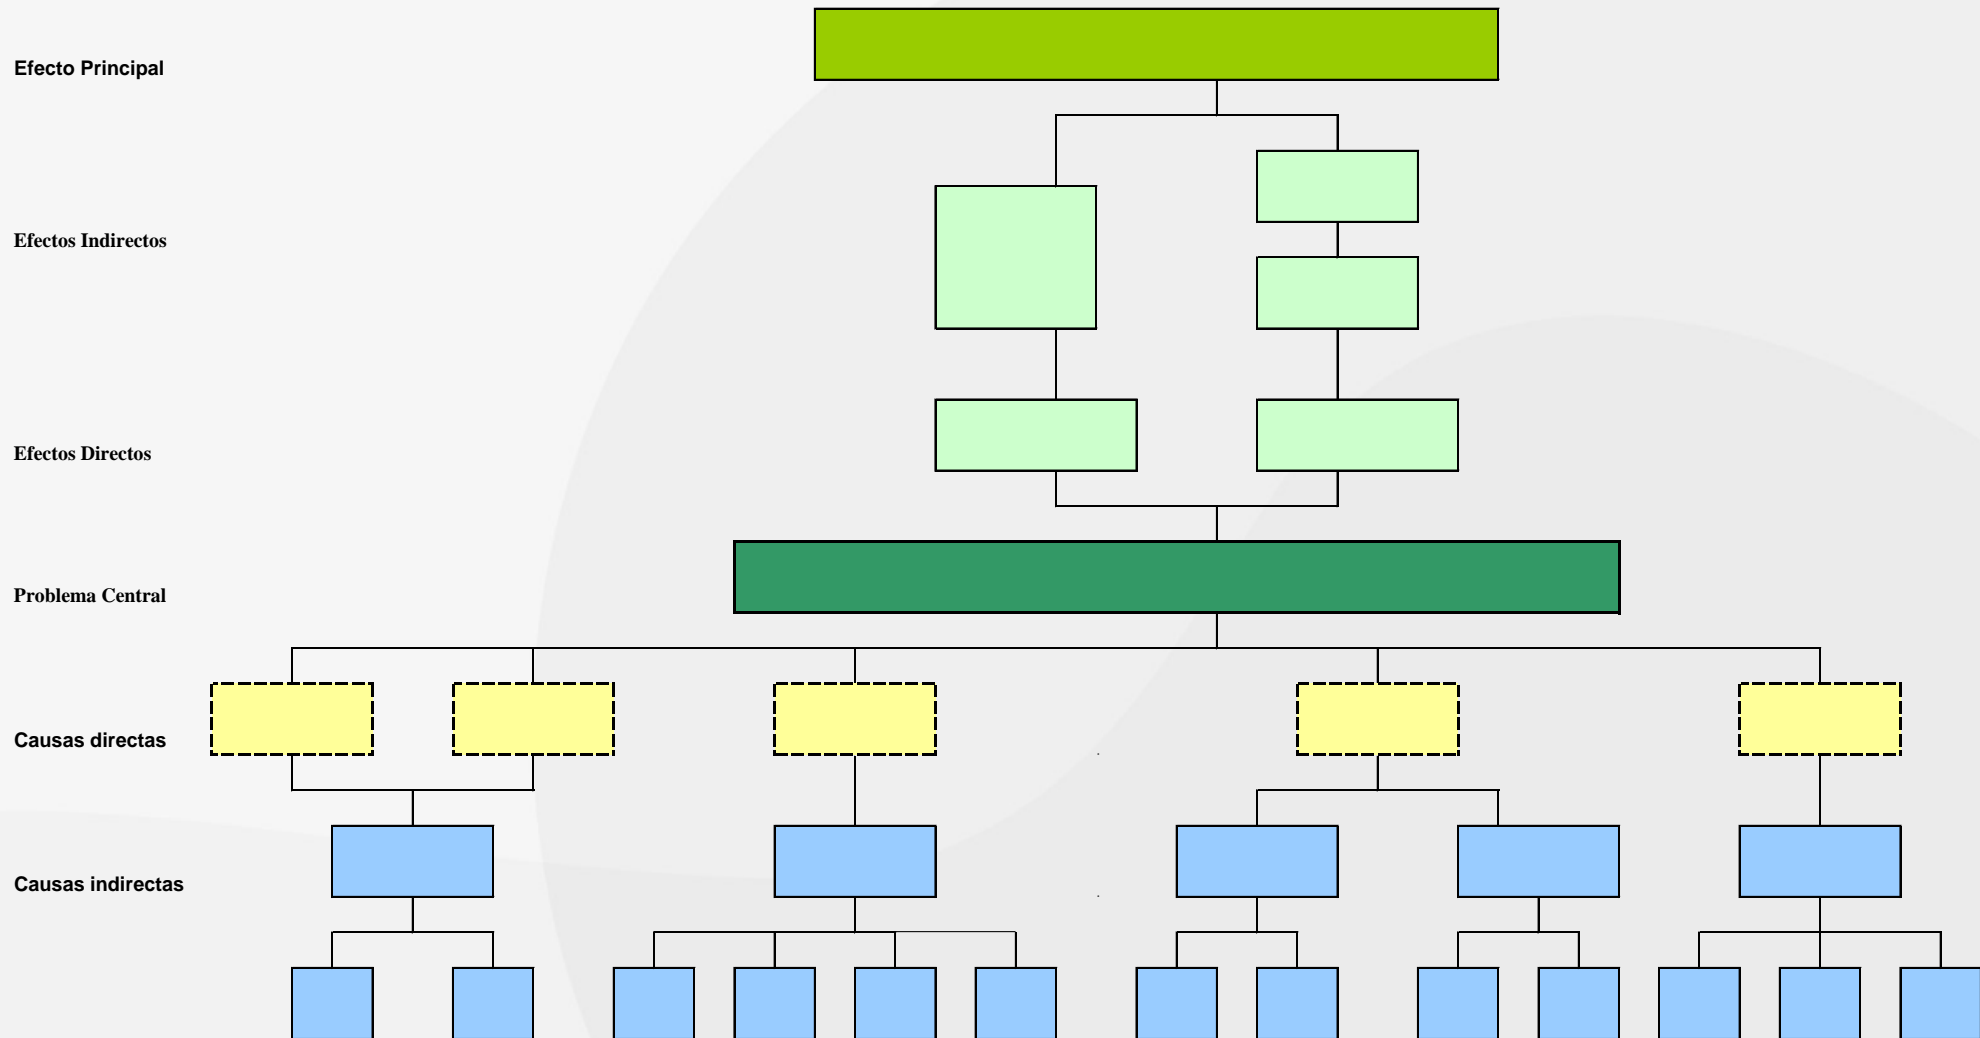 Efecto Principal
Efectos Indirectos
Efectos Directos
Problema Central
Causas directas
Causas indirectas